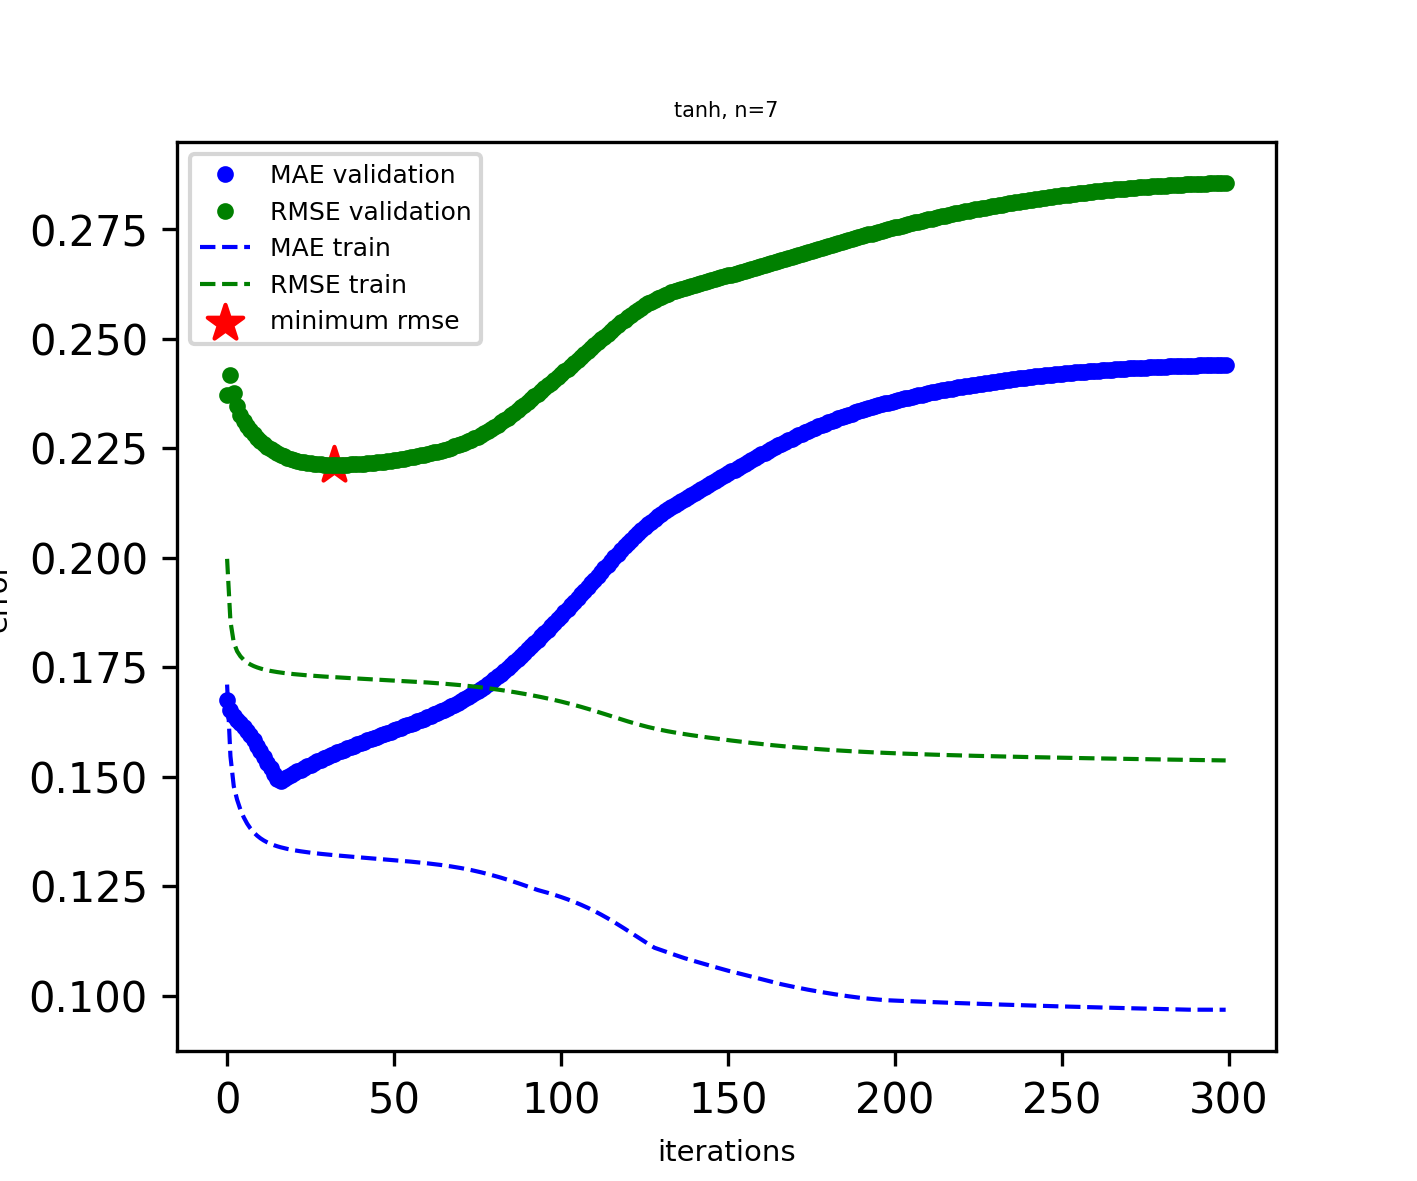 tanh, n=7
MAE validation
RMSE validation
MAE train
RMSE train
minimum rmse
0.275
0.250
0.225
0.200
0.175
0.150
0.125
0.100
0 50 100 150 200 250 300
iterations